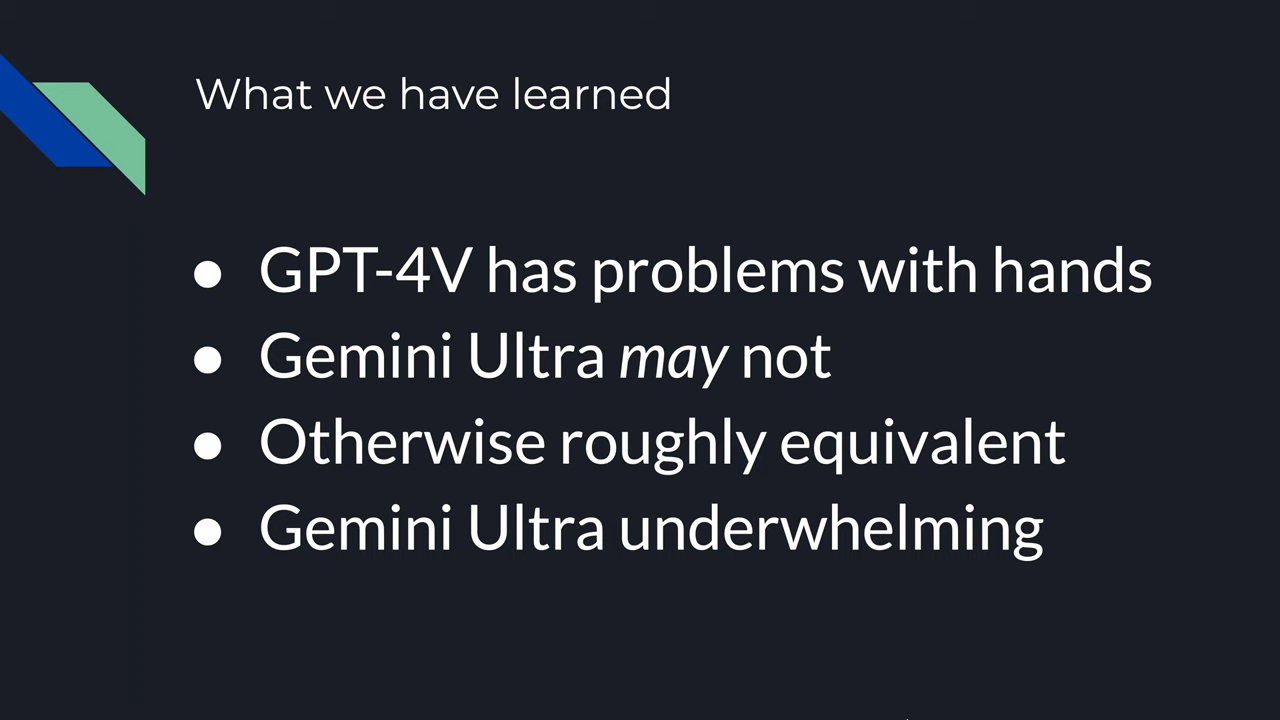 What we have learned
● GPT-4V has problems with hands
● Gemini Ultra may not
● Otherwise roughly equivalent
● Gemini Ultra underwhelming